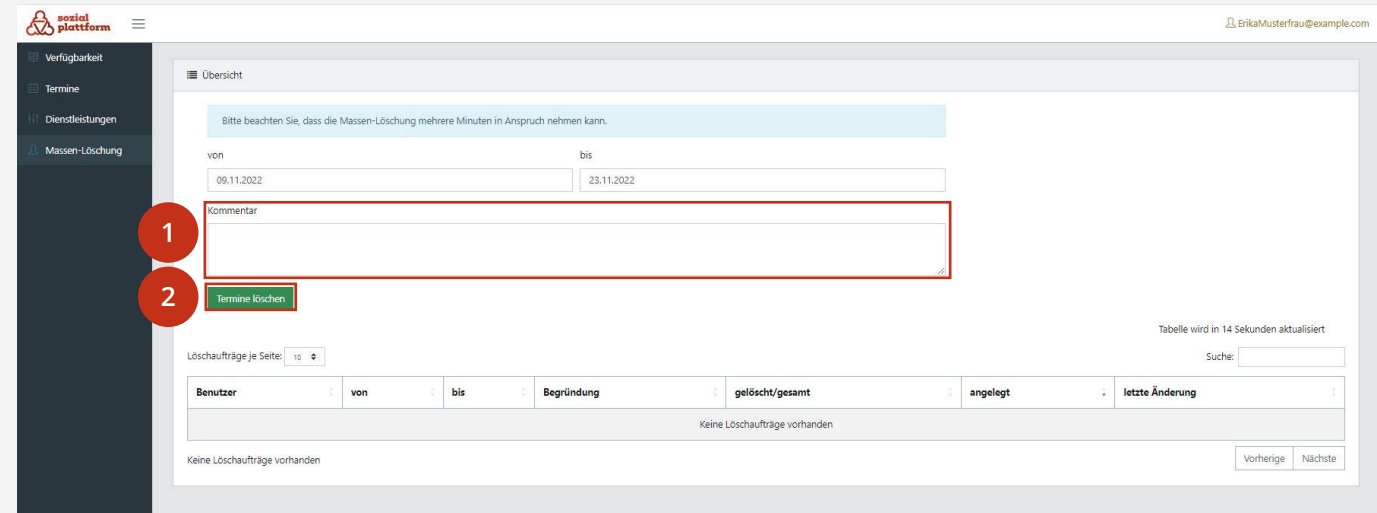 sozial
plattform
ErikaMusterfrau@example.com
Verfügbarkeit
Termine
Dienstleistungen
Massen-Löschung
Übersicht
Bitte beachten Sie, dass die Massen-Löschung mehrere Minuten in Anspruch nehmen kann.
von bis
09.11.2022 23.11.2022
1 Kommentar
2 Termine löschen
Tabelle wird in 14 Sekunden aktualisiert
Löschaufträge je Seite: 10 Suche:
Benutzer von bis Begründung gelöscht/gesamt angelegt letzte Änderung
Keine Löschaufträge vorhanden
Keine Löschaufträge vorhanden Vorherige Nächste